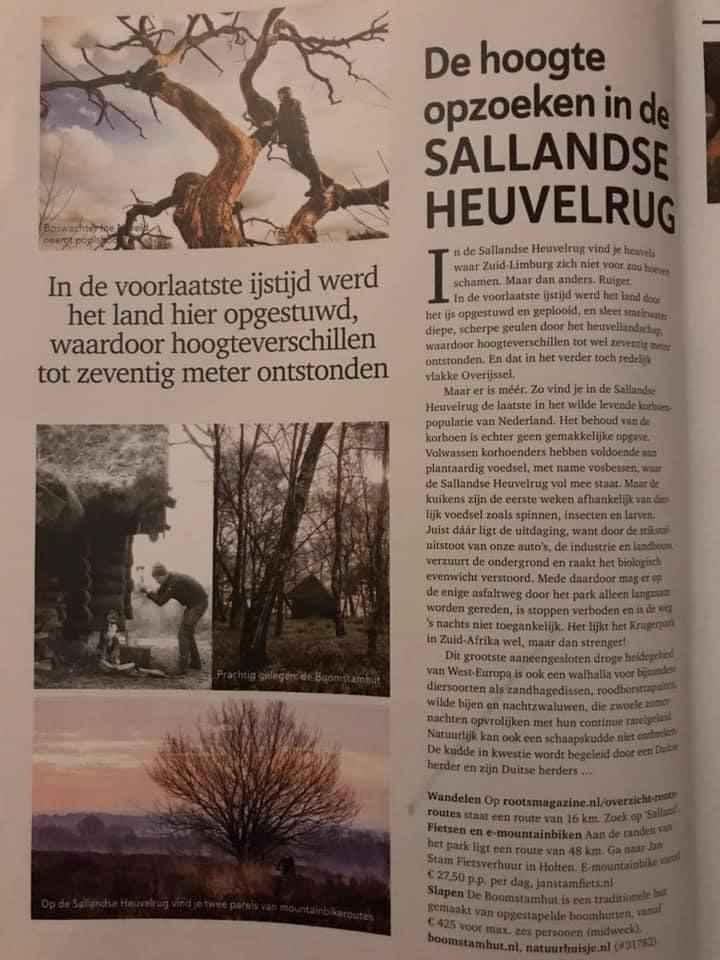 Boswachter
neemt
In de voorlaatste ijstijd werd
het land hier opgestuwd,
waardoor hoogteverschillen
tot zeventig meter ontstonden
Prachtig gelegen: de Boomstamhut
Op de Sallandse Heuvelrug vind je twee parels van mountainbikeroutes
De hoogte
opzoeken in de
SALLANDSE
HEUVELRUG
In de Sallandse Heuvelrug vind je heuvels
waar Zuid-Limburg zich niet voor zou hoeven
schamen. Maar dan anders. Ruiger.
In de voorlaatste ijstijd werd het land door
het ijs opgestuwd en geplooid, en sleet smeltwater
diepe, scherpe geulen door het heuvellandschap,
waardoor hoogteverschillen tot wel zeventig meter
ontstonden. En dat in het verder toch redelijk
vlakke Overijssel.
Maar er is méér. Zo vind je in de Sallandse
Heuvelrug de laatste in het wilde levende korhoen-
populatie van Nederland. Het behoud van de
korhoen is echter geen gemakkelijke opgave.
Volwassen korhoenders hebben voldoende aan
plantaardig voedsel, met name vosbessen, waar
de Sallandse Heuvelrug vol mee staat. Maar de
kuikens zijn de eerste weken afhankelijk van dier-
lijk voedsel zoals spinnen, insecten en larven.
Juist dáár ligt de uitdaging, want door de stikstof-
uitstoot van onze auto's, de industrie en landbouw,
verzuurt de ondergrond en raakt het biologisch
evenwicht verstoord. Mede daardoor mag er op
de enige asfaltweg door het park alleen langzaam
worden gereden, is stoppen verboden en is de weg
's nachts niet toegankelijk. Het lijkt het Krugerpark
in Zuid-Afrika wel, maar dan strenger!
Dit grootste aaneengesloten droge heidegebied
van West-Europa is ook een walhalla voor bijzondere
diersoorten als zandhagedissen, roodborsttapuiten,
wilde bijen en nachtzwaluwen, die zwoele zomer-
nachten opvrolijken met hun continue ratelgeluid.
Natuurlijk kan ook een schaapskudde niet ontbreken.
De kudde in kwestie wordt begeleid door een Duitse
herder en zijn Duitse herders ...
Wandelen Op rootsmagazine.nl/overzicht-roots-
routes staat een route van 16 km. Zoek op 'Salland'.
Fietsen en e-mountainbiken Aan de randen van
het park ligt een route van 48 km. Ga naar Jan
Stam Fietsverhuur in Holten. E-mountainbike vanaf
€ 27,50 p.p. per dag, janstamfiets.nl
Slapen De Boomstamhut is een traditionele hut
gemaakt van opgestapelde boomhutten, vanaf
€ 425 voor max. zes personen (midweek).
boomstamhut.nl, natuurhuisje.nl (#31782)